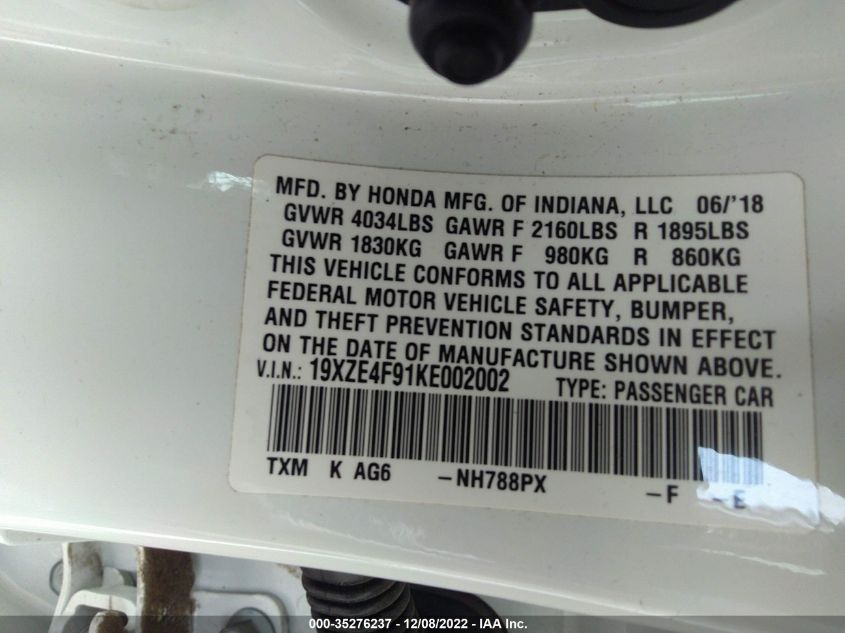 MFD. BY HONDA MFG. OF INDIANA, LLC 06/'18
GVWR 4034LBS GAWR F 2160LBS R 1895LBS
GVWR 1830KG GAWR F 980KG R 860KG
THIS VEHICLE CONFORMS TO ALL APPLICABLE
FEDERAL MOTOR VEHICLE SAFETY, BUMPER,
AND THEFT PREVENTION STANDARDS IN EFFECT
ON THE DATE OF MANUFACTURE SHOWN ABOVE.
V.I.N.: 19XZE4F91KE002002 TYPE: PASSENGER CAR
TXM K AG6 -NH788PX -F - E
000-35276237 - 12/08/2022 - IAA Inc.